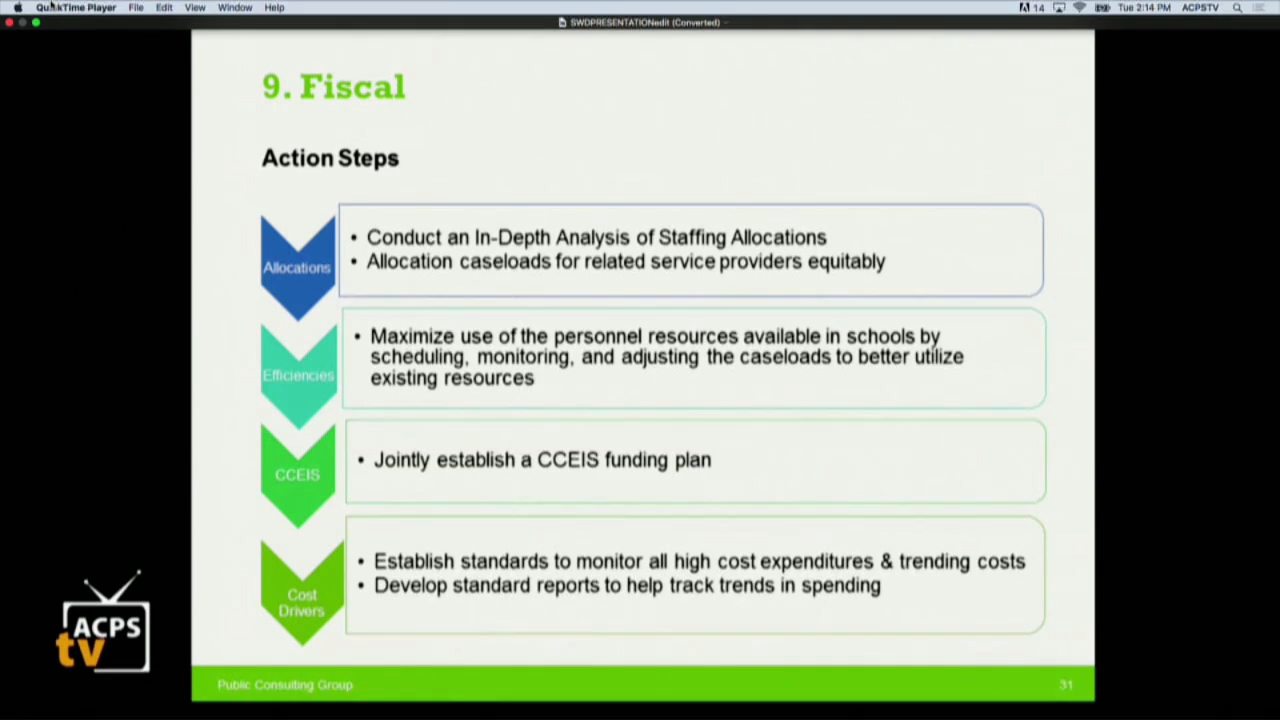 QuickTime Player File Edit View Window Help 14 Tue 2:14 PM ACPSTV
SWDPRESENTATIONedit (Converted)
9. Fiscal
Action Steps
Allocations
• Conduct an In-Depth Analysis of Staffing Allocations
• Allocation caseloads for related service providers equitably
Efficiencies
• Maximize use of the personnel resources available in schools by
scheduling, monitoring, and adjusting the caseloads to better utilize
existing resources
CCEIS
• Jointly establish a CCEIS funding plan
Cost
Drivers
• Establish standards to monitor all high cost expenditures & trending costs
• Develop standard reports to help track trends in spending
ACPS
tv
Public Consulting Group 31